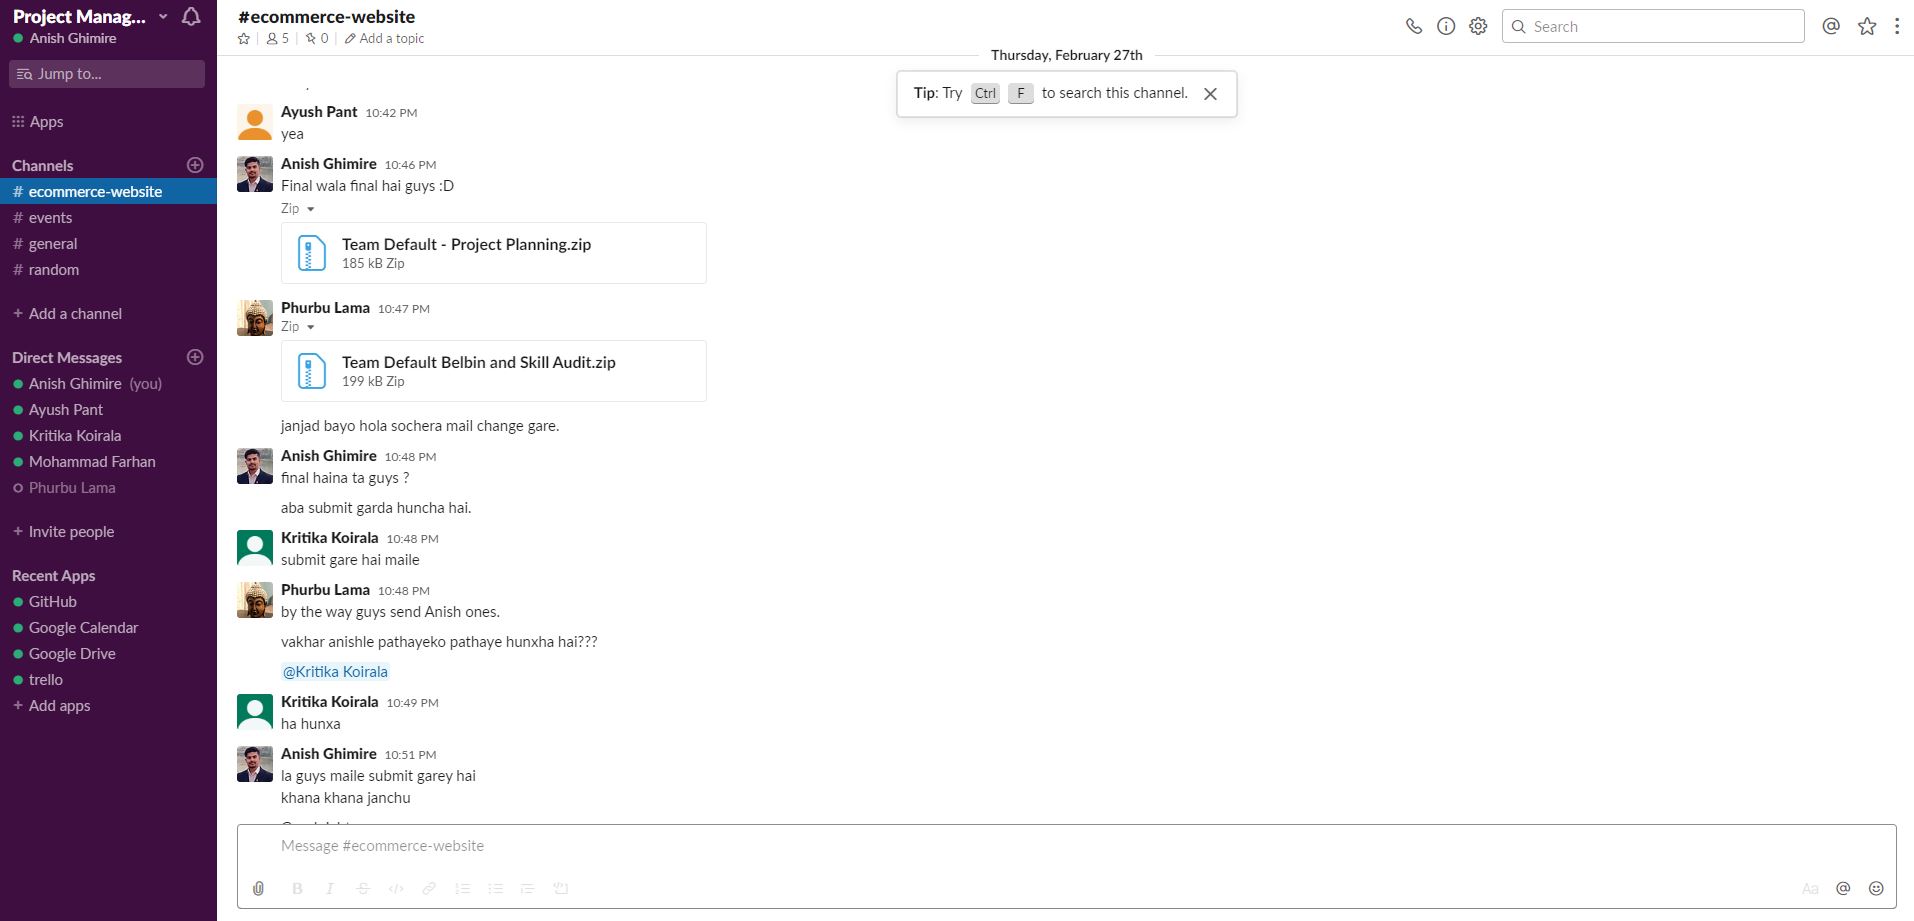 Project Manag...
Anish Ghimire
Jump to...
Apps
Channels
# ecommerce-website
# events
# general
# random
+ Add a channel
Direct Messages
Anish Ghimire (you)
Ayush Pant
Kritika Koirala
Mohammad Farhan
Phurbu Lama
+ Invite people
Recent Apps
GitHub
Google Calendar
Google Drive
trello
+ Add apps
#ecommerce-website
5
0
Add a topic
Search
Thursday, February 27th
Tip: Try Ctrl F to search this channel.
Ayush Pant 10:42 PM
yea
Anish Ghimire 10:46 PM
Final wala final hai guys :D
Zip
Team Default - Project Planning.zip
185 kB Zip
Phurbu Lama 10:47 PM
Zip
Team Default Belbin and Skill Audit.zip
199 kB Zip
janjad bayo hola sochera mail change gare.
Anish Ghimire 10:48 PM
final haina ta guys ?
aba submit garda huncha hai.
Kritika Koirala 10:48 PM
submit gare hai maile
Phurbu Lama 10:48 PM
by the way guys send Anish ones.
vakhar anishle pathayeko pathaye hunxha hai???
@Kritika Koirala
Kritika Koirala 10:49 PM
ha hunxa
Anish Ghimire 10:51 PM
la guys maile submit garey hai
khana khana janchu
Message #ecommerce-website
B I S </>
Aa @